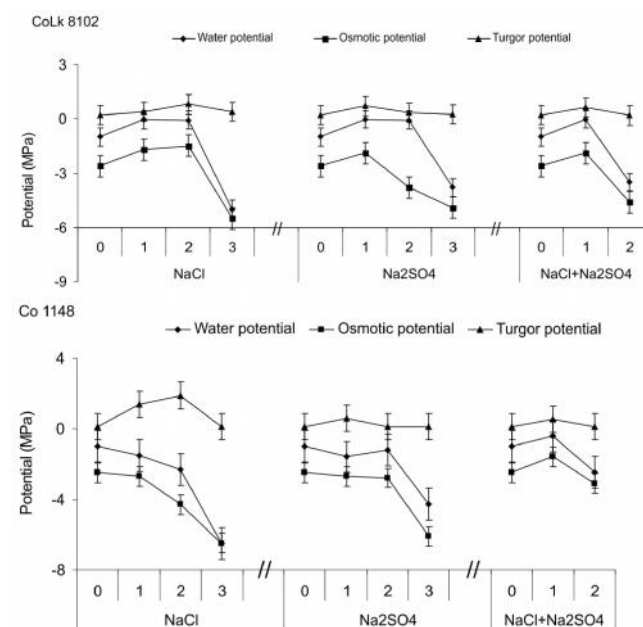 CoLk 8102
Water potential Osmotic potential Turgor potential
3
0
-3
-6
-9
Potential (MPa)
0 1 2 3 // 0 1 2 3 // 0 1 2
NaCl Na2SO4 NaCl+Na2SO4
Co 1148
Water potential Osmotic potential Turgor potential
4
0
-4
-8
Potential (MPa)
0 1 2 3 // 0 1 2 3 // 0 1 2
NaCl Na2SO4 NaCl+Na2SO4